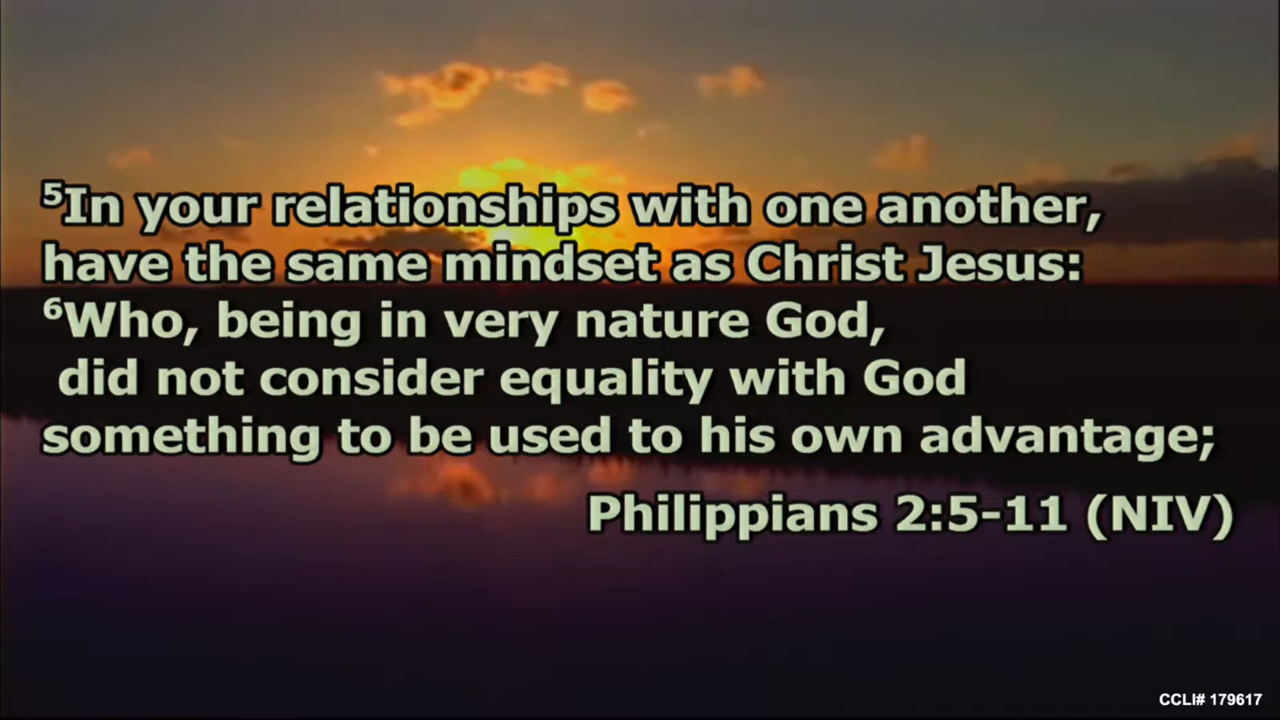 ⁵In your relationships with one another,
have the same mindset as Christ Jesus:
⁶Who, being in very nature God,
did not consider equality with God
something to be used to his own advantage;
Philippians 2:5-11 (NIV)
CCLI# 179617